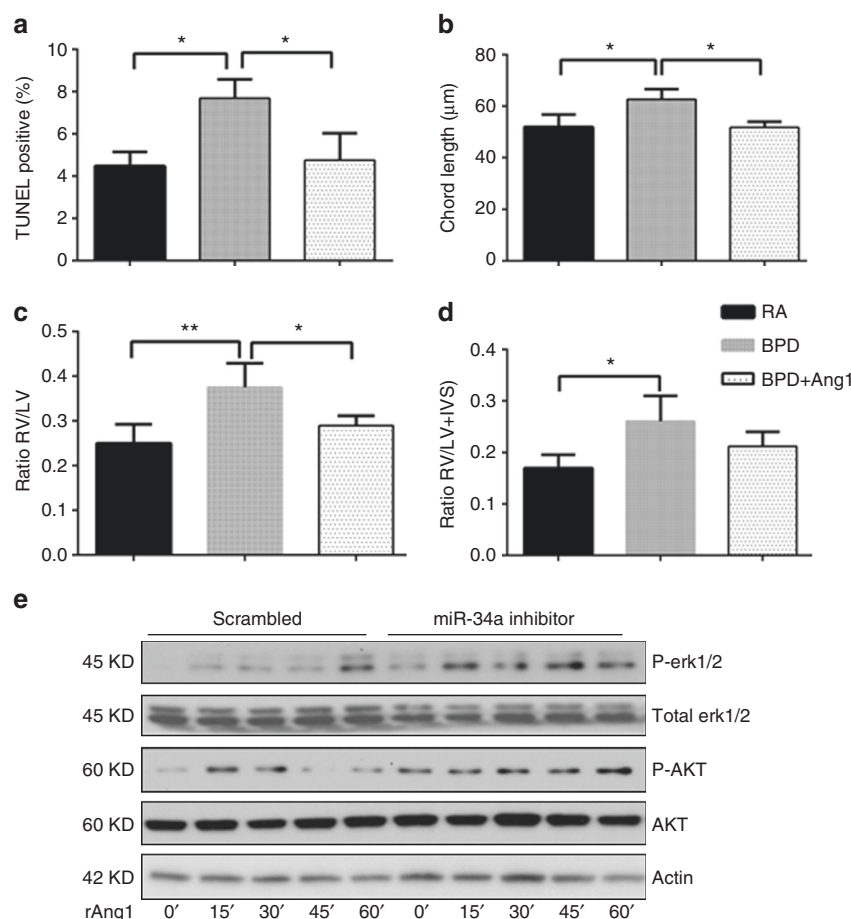 a
TUNEL positive (%)
10
8
6
4
2
0
*
*
b
Chord length (μm)
80
60
40
20
0
*
*
c
Ratio RV/LV
0.5
0.4
0.3
0.2
0.1
0.0
**
*
d
Ratio RV/LV+IVS)
0.4
0.3
0.2
0.1
0.0
*
RA
BPD
BPD+Ang1
e
Scrambled miR-34a inhibitor
45 KD P-erk1/2
45 KD Total erk1/2
60 KD P-AKT
60 KD AKT
42 KD Actin
rAng1 0′ 15′ 30′ 45′ 60′ 0′ 15′ 30′ 45′ 60′